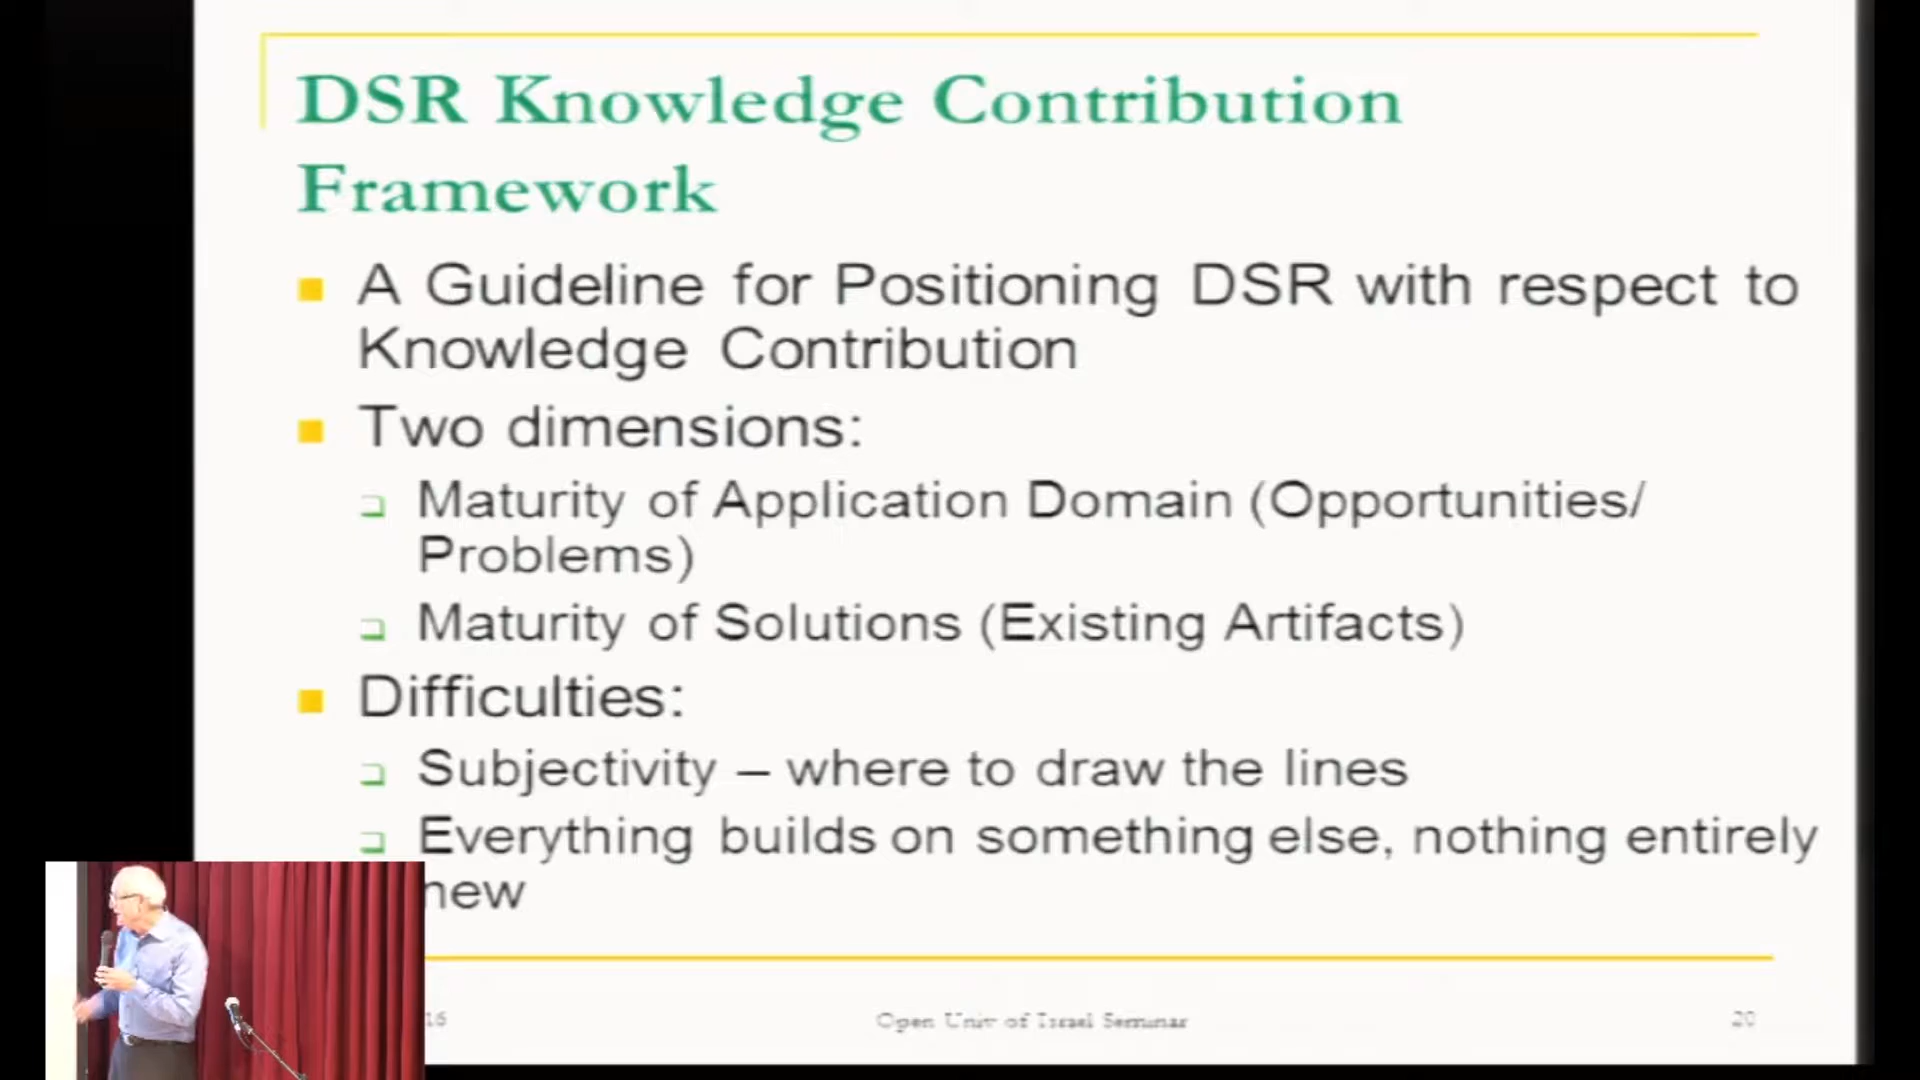 DSR Knowledge Contribution
Framework
A Guideline for Positioning DSR with respect to
Knowledge Contribution
Two dimensions:
Maturity of Application Domain (Opportunities/
Problems)
Maturity of Solutions (Existing Artifacts)
Difficulties:
Subjectivity – where to draw the lines
Everything builds on something else, nothing entirely
new
16 Open Univ of Israel Seminar 20